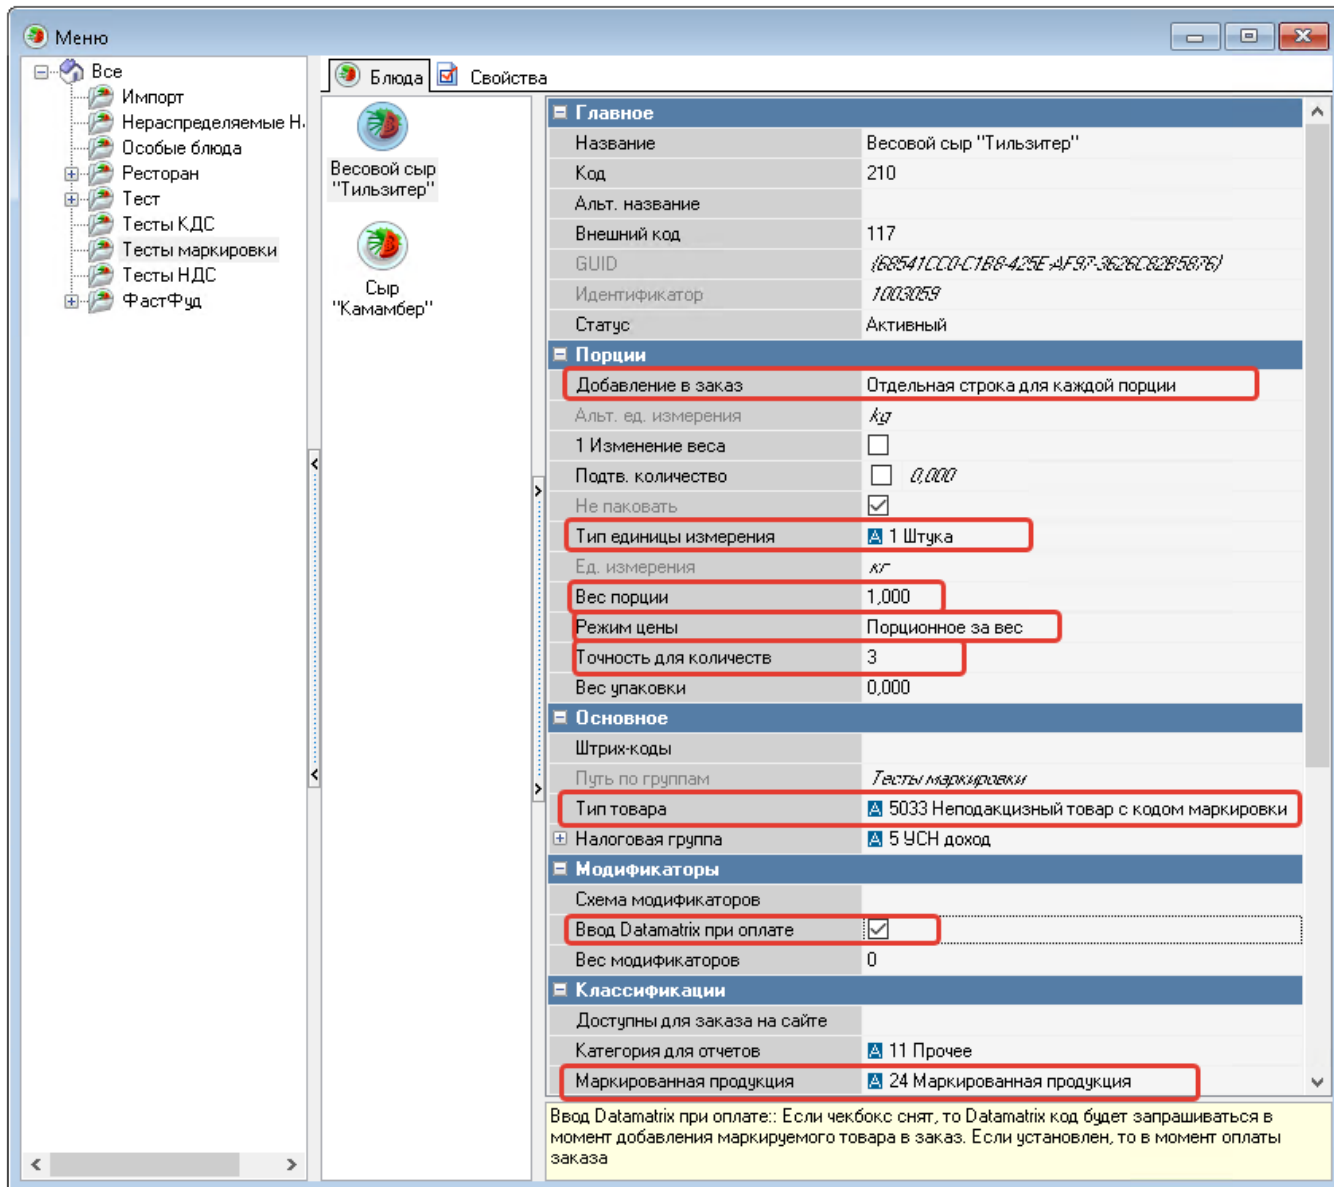 Меню
Все
Импорт
Нераспределяемые Н
Особые блюда
Ресторан
Тест
Тесты КДС
Тесты маркировки
Тесты НДС
ФастФуд
Блюда
Свойства
Весовой сыр
"Тильзитер"
Сыр
"Камамбер"
Главное
Название Весовой сыр "Тильзитер"
Код 210
Альт. название
Внешний код 117
GUID {68541CC0-C1B8-425E-AF97-3626C82B5876}
Идентификатор 1003059
Статус Активный
Порции
Добавление в заказ Отдельная строка для каждой порции
Альт. ед. измерения kg
1 Изменение веса
Подтв. количество 0,000
Не паковать
Тип единицы измерения A 1 Штука
Ед. измерения кг
Вес порции 1,000
Режим цены Порционное за вес
Точность для количеств 3
Вес упаковки 0,000
Основное
Штрих-коды
Путь по группам Тесты маркировки
Тип товара A 5033 Неподакцизный товар с кодом маркировки
Налоговая группа A 5 УСН доход
Модификаторы
Схема модификаторов
Ввод Datamatrix при оплате
Вес модификаторов 0
Классификации
Доступны для заказа на сайте
Категория для отчетов A 11 Прочее
Маркированная продукция A 24 Маркированная продукция
Ввод Datamatrix при оплате:: Если чекбокс снят, то Datamatrix код будет запрашиваться в
момент добавления маркируемого товара в заказ. Если установлен, то в момент оплаты
заказа